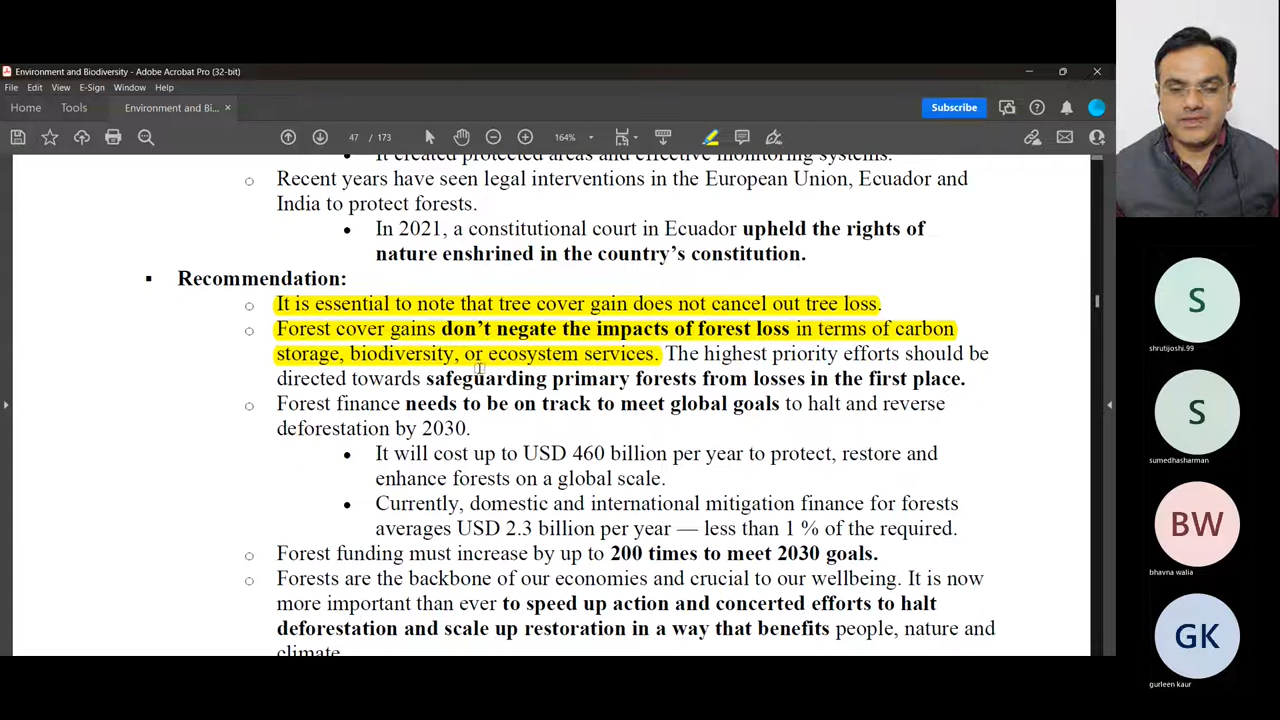 Environment and Biodiversity - Adobe Acrobat Pro (32-bit)
File Edit View E-Sign Window Help
Home Tools Environment and Bi... × Subscribe
47 / 173 164%
It created protected areas and effective monitoring systems.
○ Recent years have seen legal interventions in the European Union, Ecuador and
India to protect forests.
• In 2021, a constitutional court in Ecuador upheld the rights of
nature enshrined in the country's constitution.
▪ Recommendation:
○ It is essential to note that tree cover gain does not cancel out tree loss.
○ Forest cover gains don't negate the impacts of forest loss in terms of carbon
storage, biodiversity, or ecosystem services. The highest priority efforts should be
directed towards safeguarding primary forests from losses in the first place.
○ Forest finance needs to be on track to meet global goals to halt and reverse
deforestation by 2030.
• It will cost up to USD 460 billion per year to protect, restore and
enhance forests on a global scale.
• Currently, domestic and international mitigation finance for forests
averages USD 2.3 billion per year — less than 1 % of the required.
○ Forest funding must increase by up to 200 times to meet 2030 goals.
○ Forests are the backbone of our economies and crucial to our wellbeing. It is now
more important than ever to speed up action and concerted efforts to halt
deforestation and scale up restoration in a way that benefits people, nature and
climate
S
shrutijoshi.99
S
sumedhasharman
BW
bhavna walia
GK
gurleen kaur